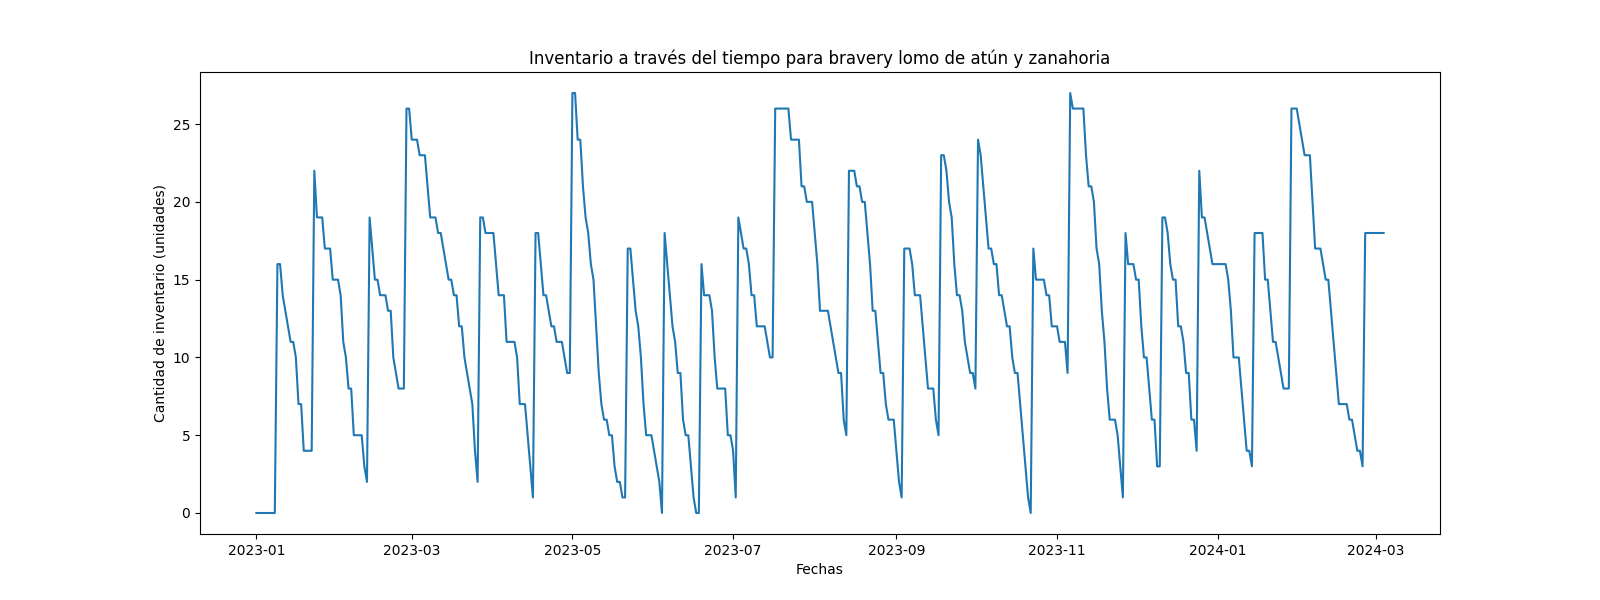 Inventario a través del tiempo para bravery lomo de atún y zanahoria
Cantidad de inventario (unidades)
25
20
15
10
5
0
2023-01 2023-03 2023-05 2023-07 2023-09 2023-11 2024-01 2024-03
Fechas